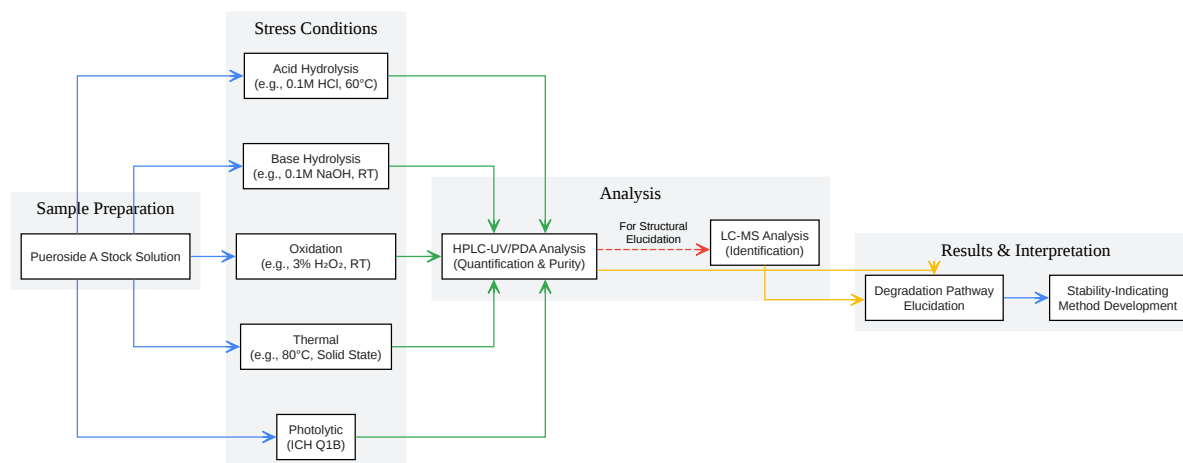 Stress Conditions
Acid Hydrolysis
(e.g., 0.1M HCl, 60°C)
Base Hydrolysis
(e.g., 0.1M NaOH, RT)
Sample Preparation
Pueroside A Stock Solution
Oxidation
(e.g., 3% H₂O₂, RT)
Thermal
(e.g., 80°C, Solid State)
Photolytic
(ICH Q1B)
Analysis
HPLC-UV/PDA Analysis
(Quantification & Purity)
For Structural
Elucidation
LC-MS Analysis
(Identification)
Results & Interpretation
Degradation Pathway
Elucidation
Stability-Indicating
Method Development